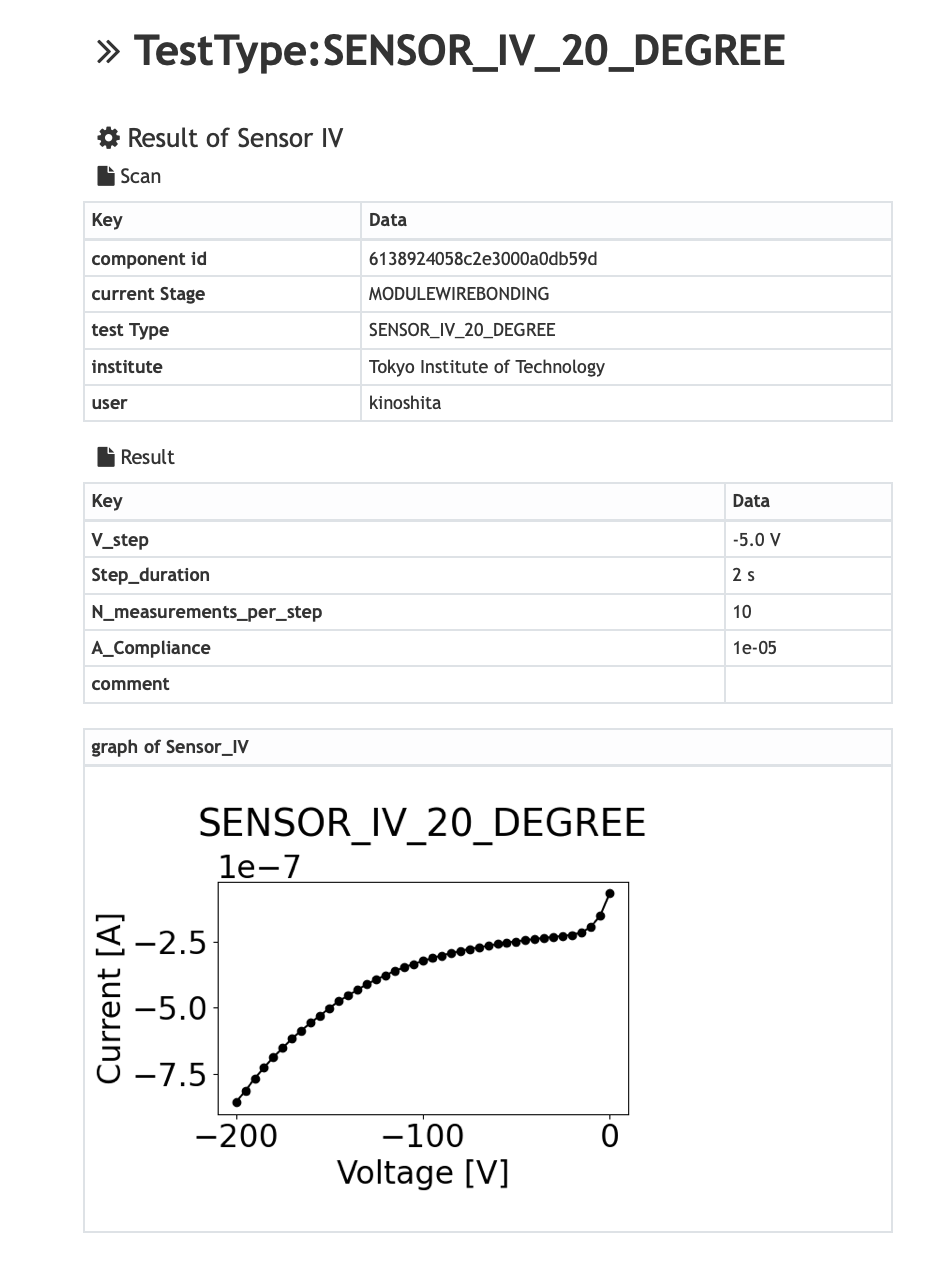 » TestType:SENSOR_IV_20_DEGREE
Result of Sensor IV
Scan
Key Data
component id 6138924058c2e3000a0db59d
current Stage MODULEWIREBONDING
test Type SENSOR_IV_20_DEGREE
institute Tokyo Institute of Technology
user kinoshita
Result
Key Data
V_step -5.0 V
Step_duration 2 s
N_measurements_per_step 10
A_Compliance 1e-05
comment
graph of Sensor_IV
SENSOR_IV_20_DEGREE
1e−7
Current [A]
−2.5
−5.0
−7.5
−200 −100 0
Voltage [V]